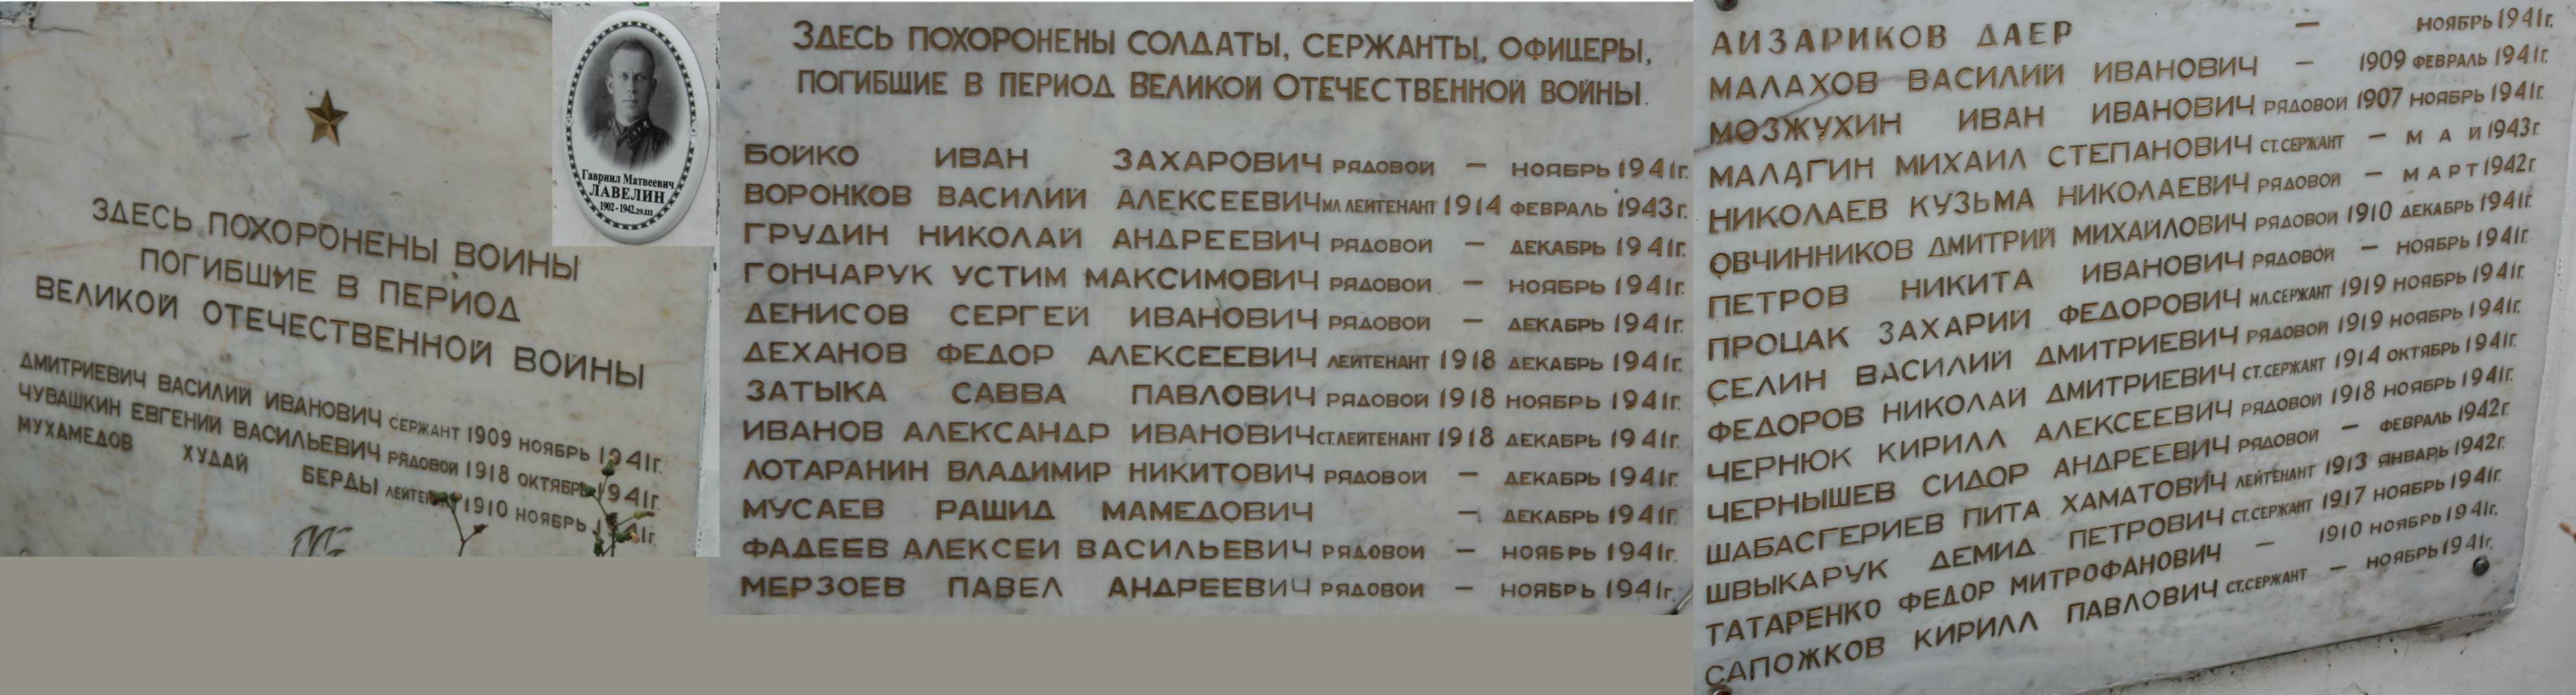 ЗДЕСЬ ПОХОРОНЕНЫ ВОИНЫ
ПОГИБШИЕ В ПЕРИОД
ВЕЛИКОЙ ОТЕЧЕСТВЕННОЙ ВОЙНЫ
ДМИТРИЕВИЧ ВАСИЛИЙ ИВАНОВИЧ СЕРЖАНТ 1909 НОЯБРЬ 1941г.
ЧУВАШКИН ЕВГЕНИЙ ВАСИЛЬЕВИЧ РЯДОВОЙ 1918 ОКТЯБРЬ 1941г.
МУХАМЕДОВ ХУДАЙ БЕРДЫ ЛЕЙТЕНАНТ 1910 НОЯБРЬ 1941г.
Гавриил Матвеевич
ЛАВЕЛИН
1902 - 1942.29.III
ЗДЕСЬ ПОХОРОНЕНЫ СОЛДАТЫ, СЕРЖАНТЫ, ОФИЦЕРЫ,
ПОГИБШИЕ В ПЕРИОД ВЕЛИКОЙ ОТЕЧЕСТВЕННОЙ ВОЙНЫ.
БОЙКО ИВАН ЗАХАРОВИЧ РЯДОВОЙ — НОЯБРЬ 1941г.
ВОРОНКОВ ВАСИЛИЙ АЛЕКСЕЕВИЧ МЛ ЛЕЙТЕНАНТ 1914 ФЕВРАЛЬ 1943г.
ГРУДИН НИКОЛАЙ АНДРЕЕВИЧ РЯДОВОЙ — ДЕКАБРЬ 1941г.
ГОНЧАРУК УСТИМ МАКСИМОВИЧ РЯДОВОЙ — НОЯБРЬ 1941г.
ДЕНИСОВ СЕРГЕЙ ИВАНОВИЧ РЯДОВОЙ — ДЕКАБРЬ 1941г.
ДЕХАНОВ ФЕДОР АЛЕКСЕЕВИЧ ЛЕЙТЕНАНТ 1918 ДЕКАБРЬ 1941г.
ЗАТЫКА САВВА ПАВЛОВИЧ РЯДОВОЙ 1918 НОЯБРЬ 1941г.
ИВАНОВ АЛЕКСАНДР ИВАНОВИЧ СТ.ЛЕЙТЕНАНТ 1918 ДЕКАБРЬ 1941г.
ЛОТАРАНИН ВЛАДИМИР НИКИТОВИЧ РЯДОВОЙ — ДЕКАБРЬ 1941г.
МУСАЕВ РАШИД МАМЕДОВИЧ — ДЕКАБРЬ 1941г.
ФАДЕЕВ АЛЕКСЕЙ ВАСИЛЬЕВИЧ РЯДОВОЙ — НОЯБРЬ 1941г.
МЕРЗОЕВ ПАВЕЛ АНДРЕЕВИЧ РЯДОВОЙ — НОЯБРЬ 1941г.
АИЗАРИКОВ ДАЕР — НОЯБРЬ 1941г.
МАЛАХОВ ВАСИЛИЙ ИВАНОВИЧ — 1909 ФЕВРАЛЬ 1941г.
МОЗЖУХИН ИВАН ИВАНОВИЧ РЯДОВОЙ 1907 НОЯБРЬ 1941г.
МАЛАГИН МИХАИЛ СТЕПАНОВИЧ СТ.СЕРЖАНТ — МАЙ 1943г.
НИКОЛАЕВ КУЗЬМА НИКОЛАЕВИЧ РЯДОВОЙ — МАРТ 1942г.
ОВЧИННИКОВ ДМИТРИЙ МИХАЙЛОВИЧ РЯДОВОЙ 1910 ДЕКАБРЬ 1941г.
ПЕТРОВ НИКИТА ИВАНОВИЧ РЯДОВОЙ — НОЯБРЬ 1941г.
ПРОЦАК ЗАХАРИЙ ФЕДОРОВИЧ МЛ.СЕРЖАНТ 1919 НОЯБРЬ 1941г.
СЕЛИН ВАСИЛИЙ ДМИТРИЕВИЧ РЯДОВОЙ 1919 НОЯБРЬ 1941г.
ФЕДОРОВ НИКОЛАЙ ДМИТРИЕВИЧ СТ.СЕРЖАНТ 1914 ОКТЯБРЬ 1941г.
ЧЕРНЮК КИРИЛЛ АЛЕКСЕЕВИЧ РЯДОВОЙ 1918 НОЯБРЬ 1941г.
ЧЕРНЫШЕВ СИДОР АНДРЕЕВИЧ РЯДОВОЙ — ФЕВРАЛЬ 1942г.
ШАБАСГЕРИЕВ ПИТА ХАМАТОВИЧ ЛЕЙТЕНАНТ 1913 ЯНВАРЬ 1942г.
ШВЫКАРУК ДЕМИД ПЕТРОВИЧ СТ.СЕРЖАНТ 1917 НОЯБРЬ 1941г.
ТАТАРЕНКО ФЕДОР МИТРОФАНОВИЧ — 1910 НОЯБРЬ 1941г.
САПОЖКОВ КИРИЛЛ ПАВЛОВИЧ СТ.СЕРЖАНТ — НОЯБРЬ 1941г.